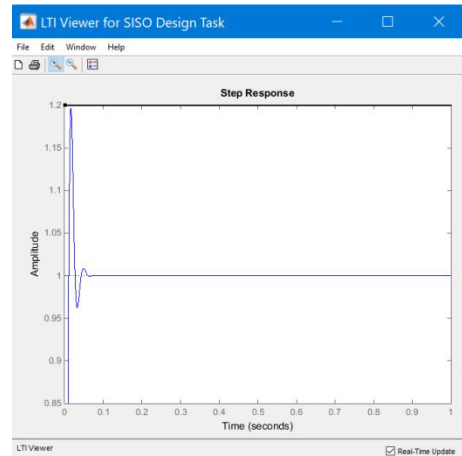 LTI Viewer for SISO Design Task
File Edit Window Help
Step Response
1.2
1.15
1.1
1.05
1
0.95
0.9
0.85
Amplitude
0 0.1 0.2 0.3 0.4 0.5 0.6 0.7 0.8 0.9 1
Time (seconds)
LTI Viewer
Real-Time Update